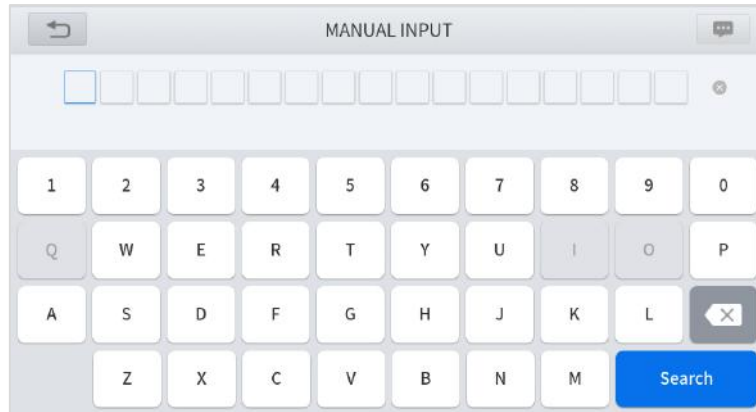 MANUAL INPUT
1 2 3 4 5 6 7 8 9 0
Q W E R T Y U I O P
A S D F G H J K L
Z X C V B N M Search